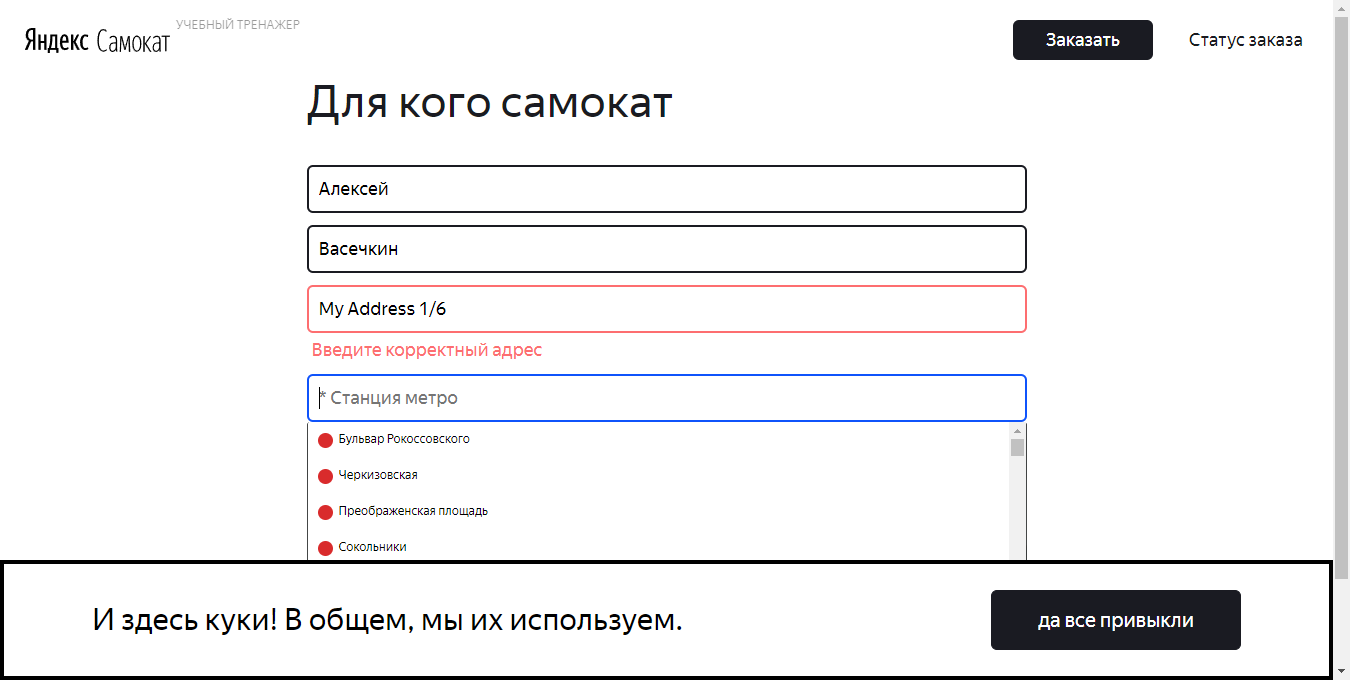 Яндекс Самокат
УЧЕБНЫЙ ТРЕНАЖЕР
Заказать
Статус заказа
Для кого самокат
Алексей
Васечкин
My Address 1/6
Введите корректный адрес
* Станция метро
Бульвар Рокоссовского
Черкизовская
Преображенская площадь
Сокольники
И здесь куки! В общем, мы их используем.
да все привыкли